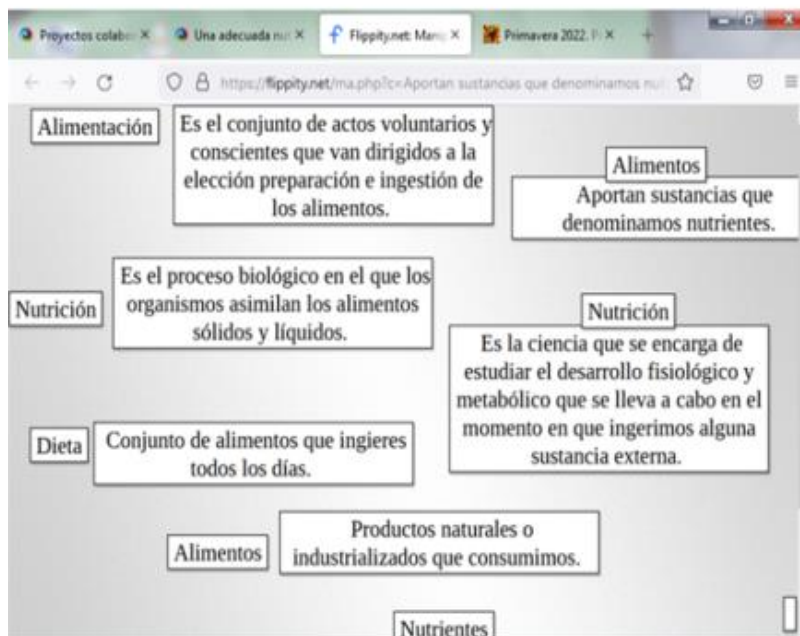 Proyectos colabo
Una adecuada nut
Flippity.net: Mani
Primavera 2022. P
https://flippity.net/ma.php?c=Aportan sustancias que denominamos nut
Alimentación
Es el conjunto de actos voluntarios y
conscientes que van dirigidos a la
elección preparación e ingestión de
los alimentos.
Alimentos
Aportan sustancias que
denominamos nutrientes.
Nutrición
Es el proceso biológico en el que los
organismos asimilan los alimentos
sólidos y líquidos.
Nutrición
Es la ciencia que se encarga de
estudiar el desarrollo fisiológico y
metabólico que se lleva a cabo en el
momento en que ingerimos alguna
sustancia externa.
Dieta
Conjunto de alimentos que ingieres
todos los días.
Alimentos
Productos naturales o
industrializados que consumimos.
Nutrientes